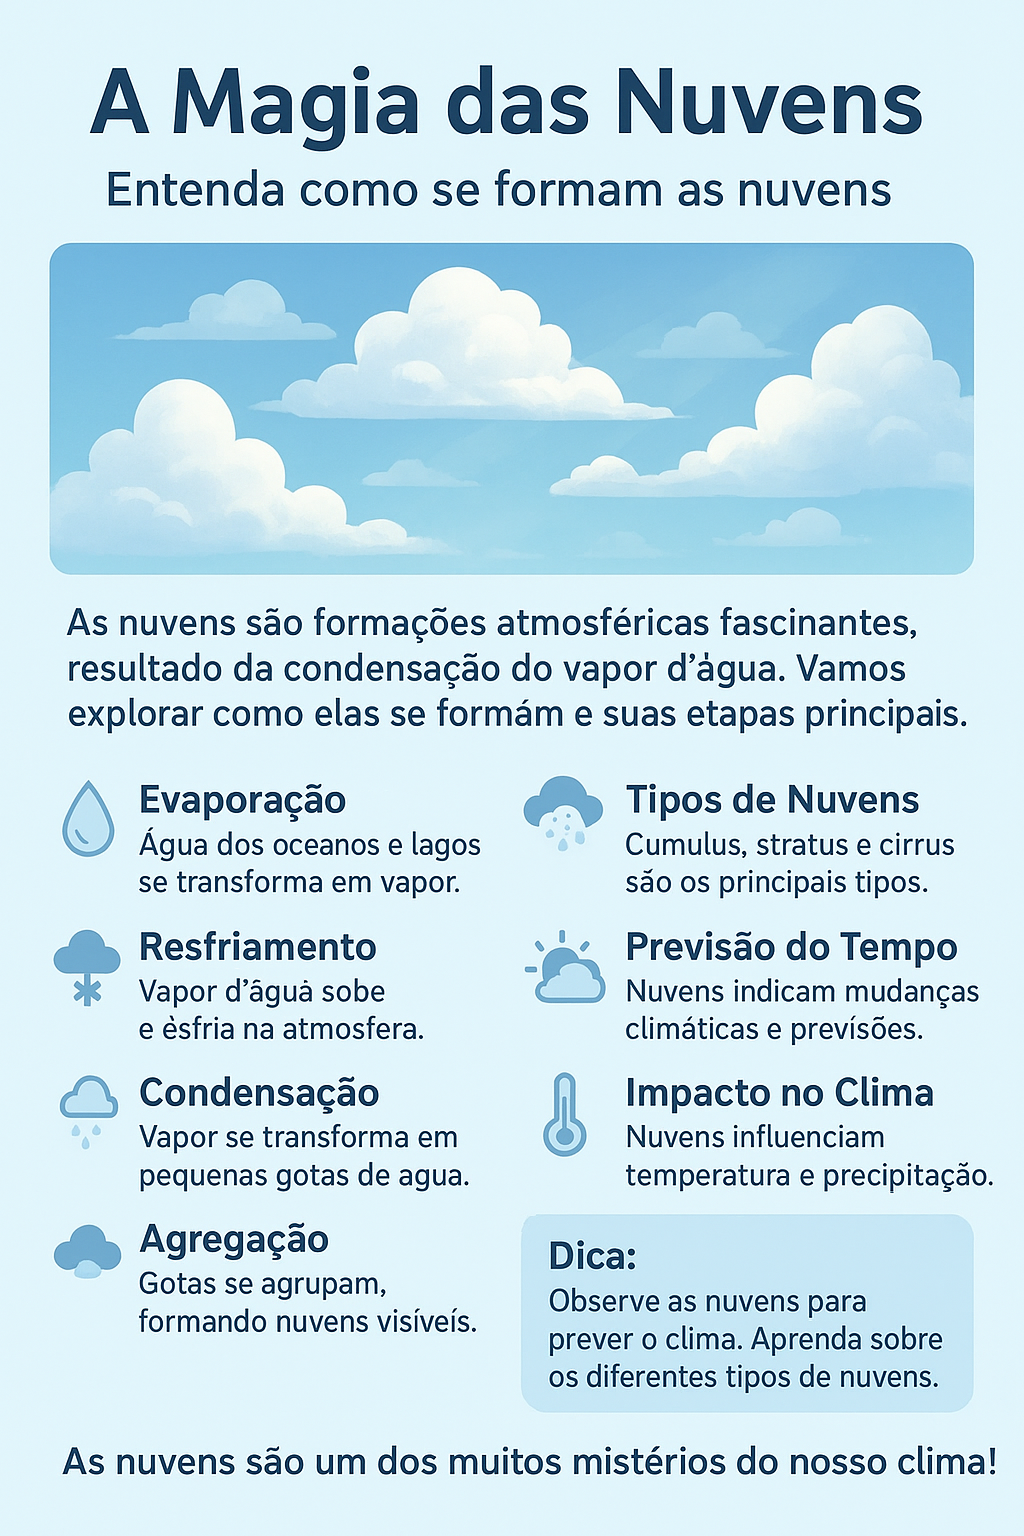 A Magia das Nuvens
Entenda como se formam as nuvens
As nuvens são formações atmosféricas fascinantes,
resultado da condensação do vapor d’água. Vamos
explorar como elas se formám e suas etapas principais.
Evaporação
Água dos oceanos e lagos
se transforma em vapor.
Resfriamento
Vapor d’águȧ sobe
e èsfria na atmosfera.
Condensação
Vapor se transforma em
pequenas gotas de agua.
Agregação
Gotas se agrupam,
formando nuvens visíveís.
Tipos de Nuvens
Cumulus, stratus e cirrus
sáo os principais tipos.
Previsão do Tempo
Nuvens indicam mudanças
climáticas e prevísões.
Impacto no Clima
Nuvens influenciam
temperatura e precipitação.
Dica:
Observe as nuvens para
prever o clima. Aprenda sobre
os diferentes tipos de nuvens.
As nuvens são um dos muitos mistérios do nosso clima!